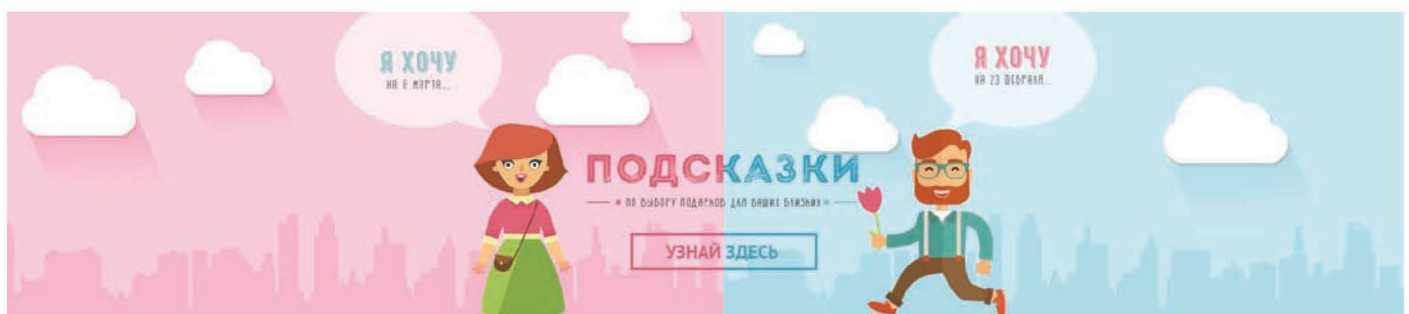 Я ХОЧУ
НА 8 МАРТА...
Я ХОЧУ
НА 23 ФЕВРАЛЯ...
ПОДСКАЗКИ
ПО ВЫБОРУ ПОДАРКОВ ДЛЯ ВАШИХ БЛИЗКИХ
УЗНАЙ ЗДЕСЬ